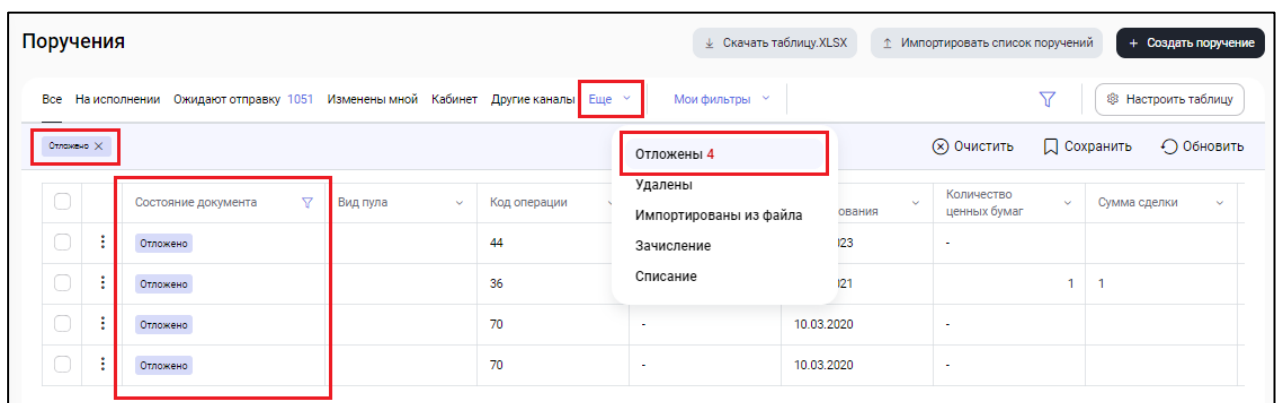 Поручения
Скачать таблицу.XLSX
Импортировать список поручений
+ Создать поручение
Все На исполнении Ожидают отправку 1051 Изменены мной Кабинет Другие каналы Еще
Мои фильтры
Настроить таблицу
Отложено
Очистить Сохранить Обновить
Отложены 4
Удалены
Импортированы из файла
Зачисление
Списание
Состояние документа Вид пула Код операции ования Количество ценных бумаг Сумма сделки
Отложено 44 023 -
Отложено 36 021 1 1
Отложено 70 - 10.03.2020 -
Отложено 70 - 10.03.2020 -